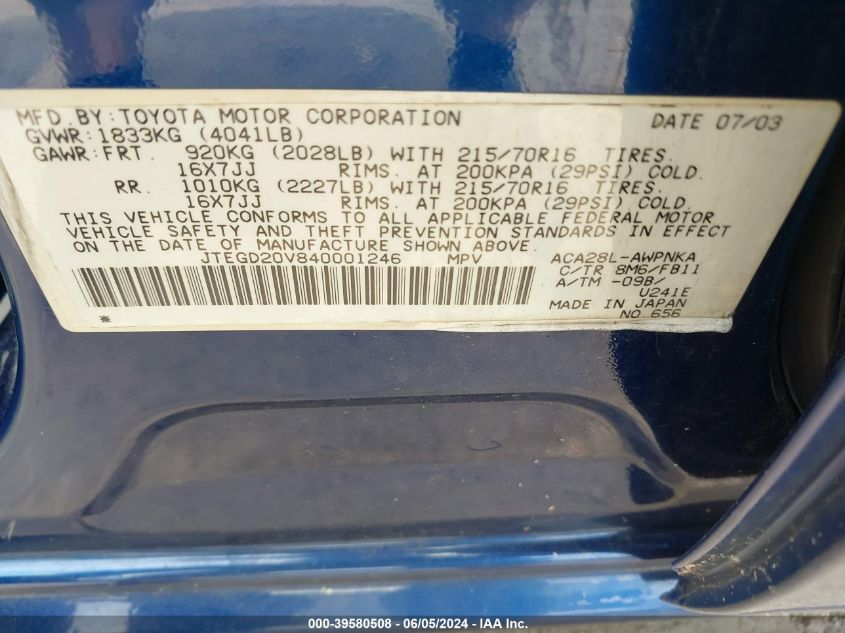 MFD.BY:TOYOTA MOTOR CORPORATION DATE 07/03
GVWR:1833KG (4041LB)
GAWR:FRT. 920KG (2028LB) WITH 215/70R16 TIRES.
16X7JJ RIMS. AT 200KPA (29PSI) COLD.
RR. 1010KG (2227LB) WITH 215/70R16 TIRES.
16X7JJ RIMS. AT 200KPA (29PSI) COLD.
THIS VEHICLE CONFORMS TO ALL APPLICABLE FEDERAL MOTOR
VEHICLE SAFETY AND THEFT PREVENTION STANDARDS IN EFFECT
ON THE DATE OF MANUFACTURE SHOWN ABOVE.
JTEGD20V840001246 MPV ACA28L-AWPNKA
C/TR 8M6/FB11
A/TM -09B/
U241E
MADE IN JAPAN
NO 656
*
000-39580508 - 06/05/2024 - IAA Inc.